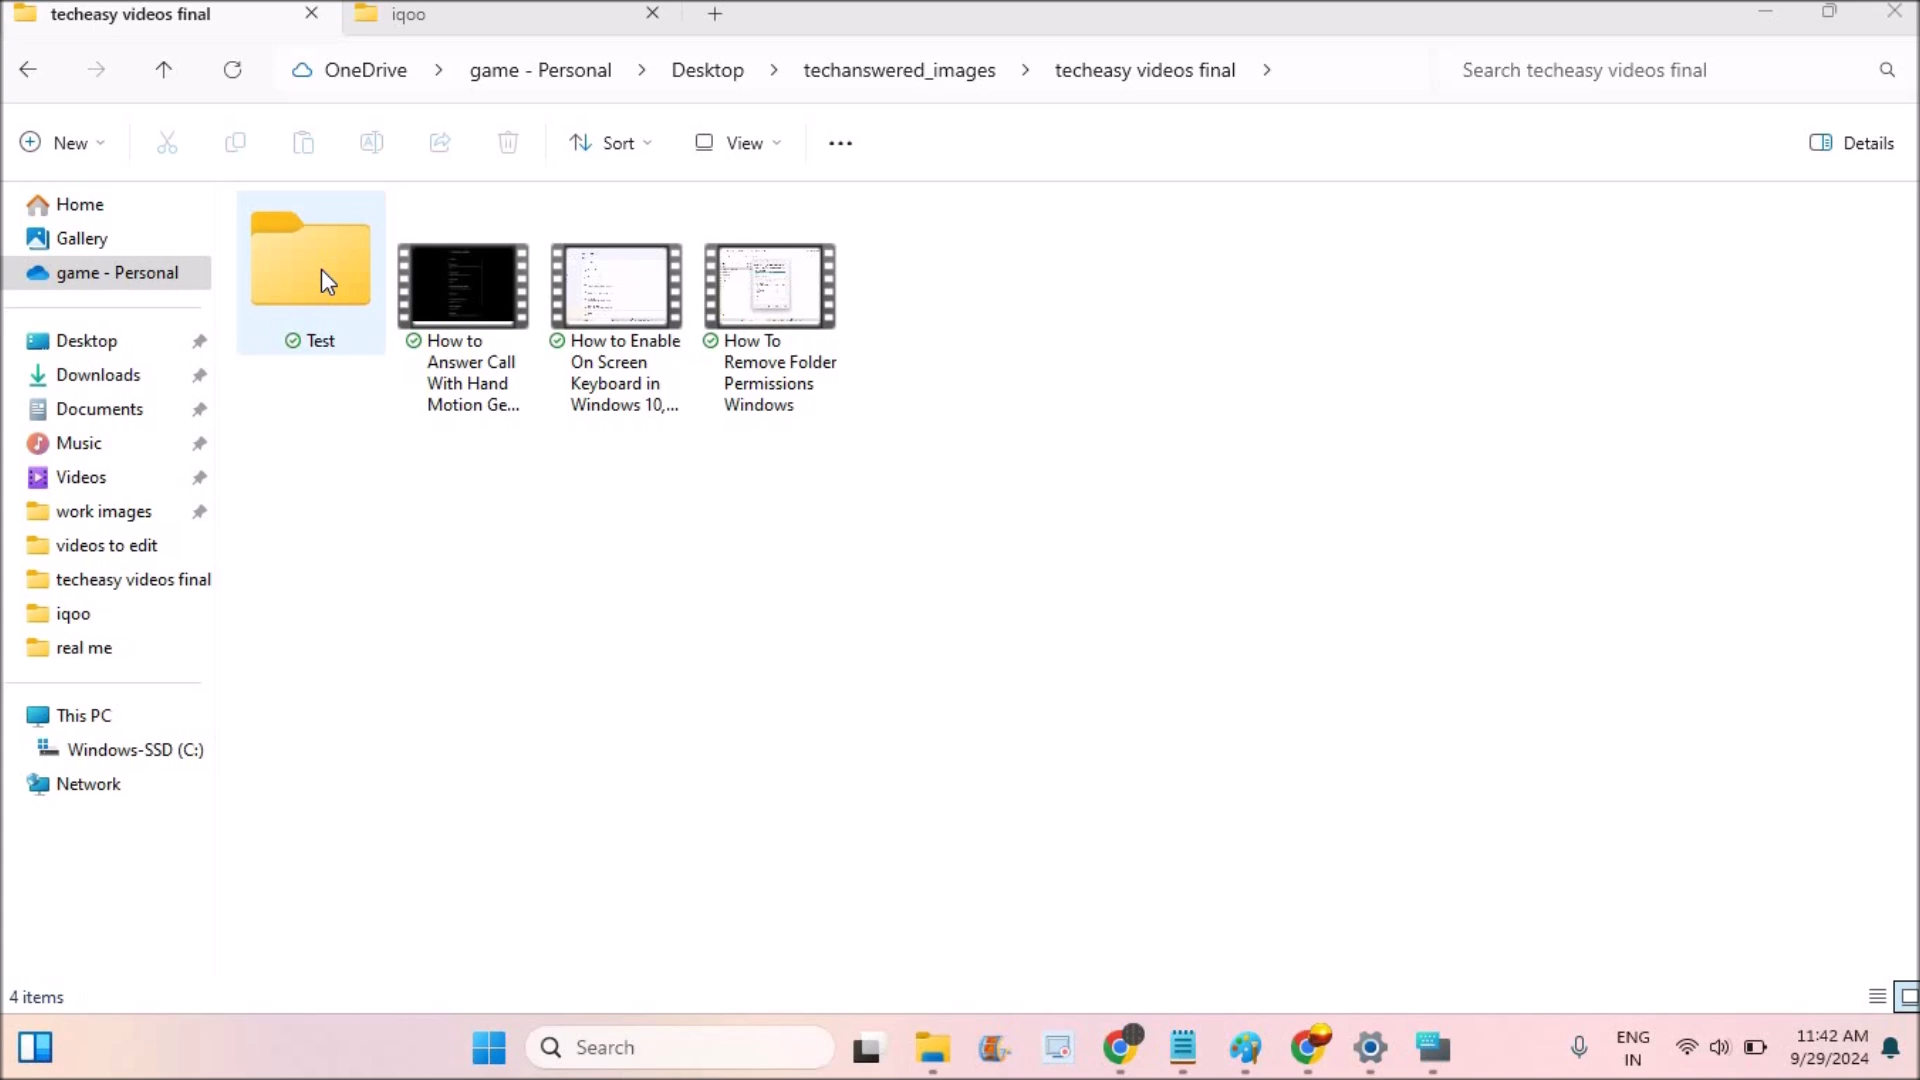 techeasy videos final
iqoo
OneDrive > game - Personal > Desktop > techanswered_images > techeasy videos final >
Search techeasy videos final
New
Sort
View
Details
Home
Gallery
game - Personal
Desktop
Downloads
Documents
Music
Videos
work images
videos to edit
techeasy videos final
iqoo
real me
This PC
Windows-SSD (C:)
Network
Test
How to
Answer Call
With Hand
Motion Ge...
How to Enable
On Screen
Keyboard in
Windows 10,...
How To
Remove Folder
Permissions
Windows
4 items
Search
ENG
IN
11:42 AM
9/29/2024